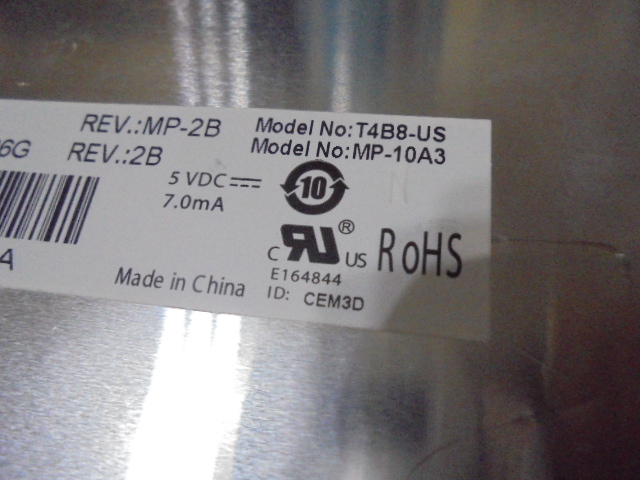 REV.:MP-2B Model No:T4B8-US
6G REV.:2B Model No:MP-10A3
5 VDC 10
7.0mA
C RU® US RoHS
E164844
A Made in China ID: CEM3D